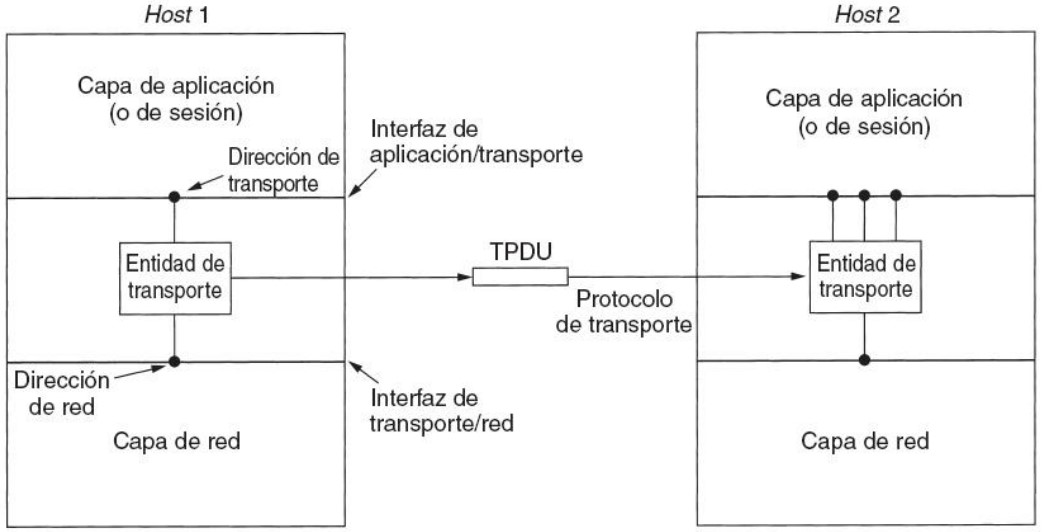 Host 1
Host 2
Capa de aplicación
(o de sesión)
Interfaz de
aplicación/transporte
Dirección de
transporte
Capa de aplicación
(o de sesión)
Entidad de
transporte
TPDU
Protocolo
de transporte
Entidad de
transporte
Dirección
de red
Interfaz de
transporte/red
Capa de red
Capa de red